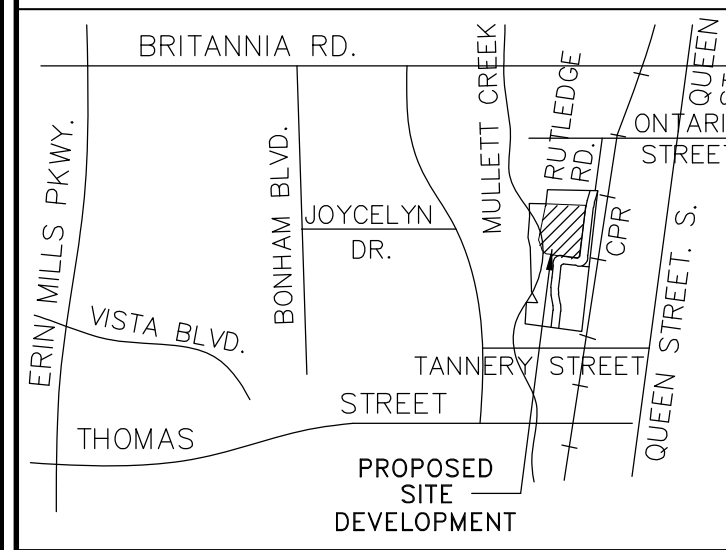 BRITANNIA RD.
ERIN MILLS PKWY.
BONHAM BLVD.
JOYCELYN
DR.
VISTA BLVD.
MULLETT CREEK
RUTLEDGE
RD.
CPR
QUEEN
ONTARI
STREET
QUEEN STREET. S.
TANNERY STREET
THOMAS
STREET
PROPOSED
SITE
DEVELOPMENT